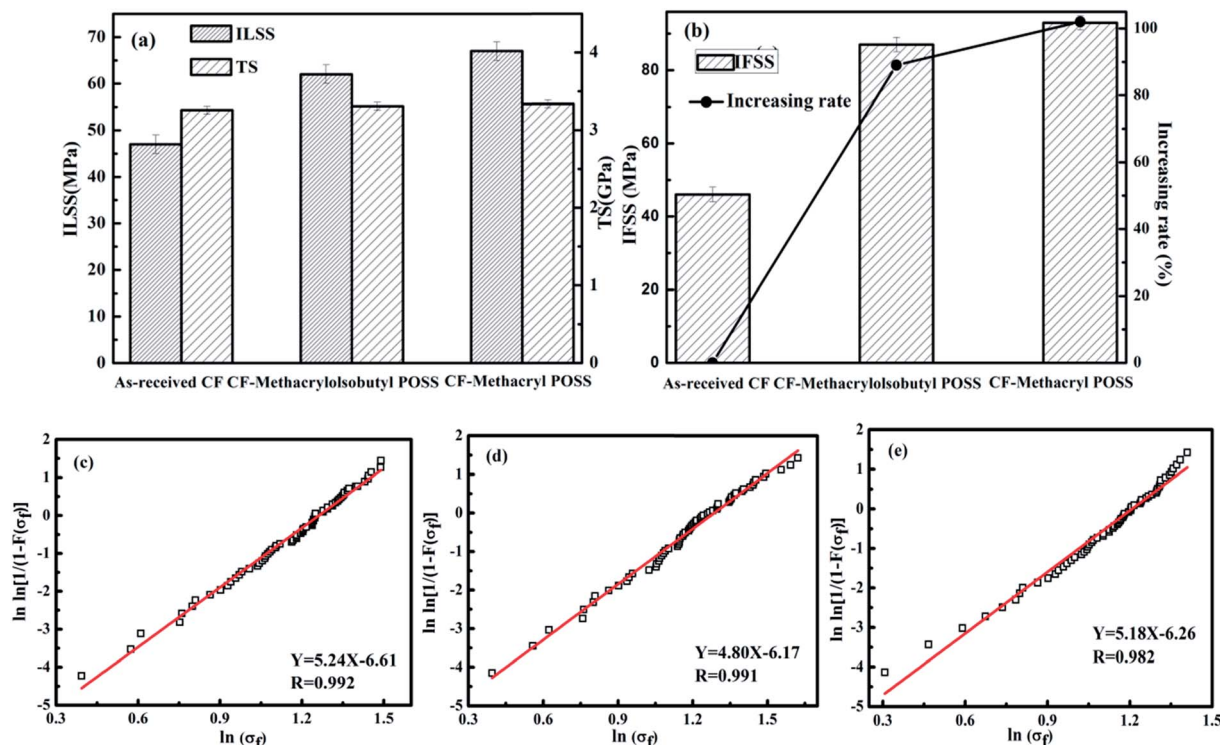 (a)
ILSS
TS
ILSS(MPa)
70
60
50
40
30
20
10
0
TS(GPa)
4
3
2
1
0
As-received CF CF-Methacrylolsobutyl POSS CF-Methacryl POSS
(b)
IFSS
Increasing rate
IFSS (MPa)
80
60
40
20
0
Increasing rate (%)
100
80
60
40
20
0
As-received CF CF-Methacrylolsobutyl POSS CF-Methacryl POSS
(c)
ln ln[1/(1-F(σf)]
2
1
0
-1
-2
-3
-4
-5
Y=5.24X-6.61
R=0.992
0.3 0.6 0.9 1.2 1.5
ln (σf)
(d)
ln ln[1/(1-F(σf)]
2
1
0
-1
-2
-3
-4
-5
Y=4.80X-6.17
R=0.991
0.3 0.6 0.9 1.2 1.5 1.8
ln (σf)
(e)
ln ln[1/(1-F(σf)]
2
1
0
-1
-2
-3
-4
-5
Y=5.18X-6.26
R=0.982
0.3 0.6 0.9 1.2 1.5
ln (σf)